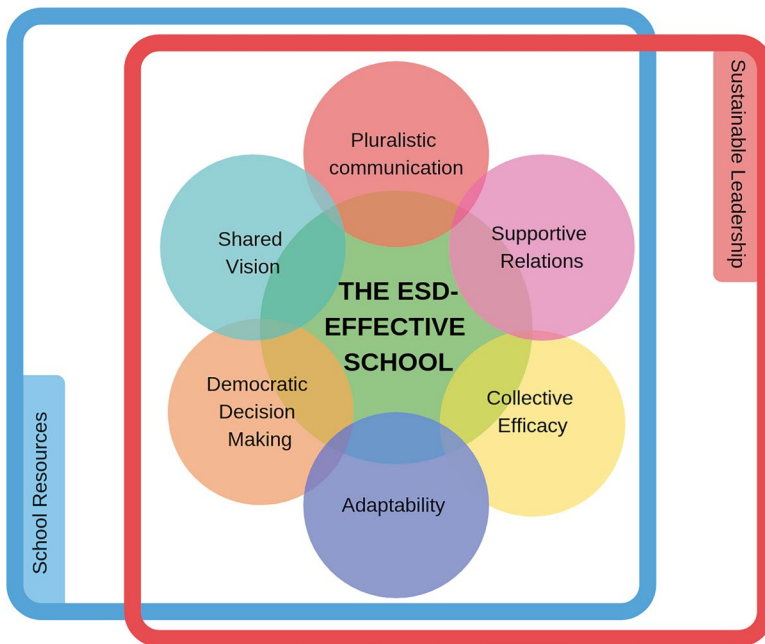 Sustainable Leadership
Pluralistic
communication
Shared
Vision
Supportive
Relations
THE ESD-
EFFECTIVE
SCHOOL
Democratic
Decision
Making
Collective
Efficacy
Adaptability
School Resources